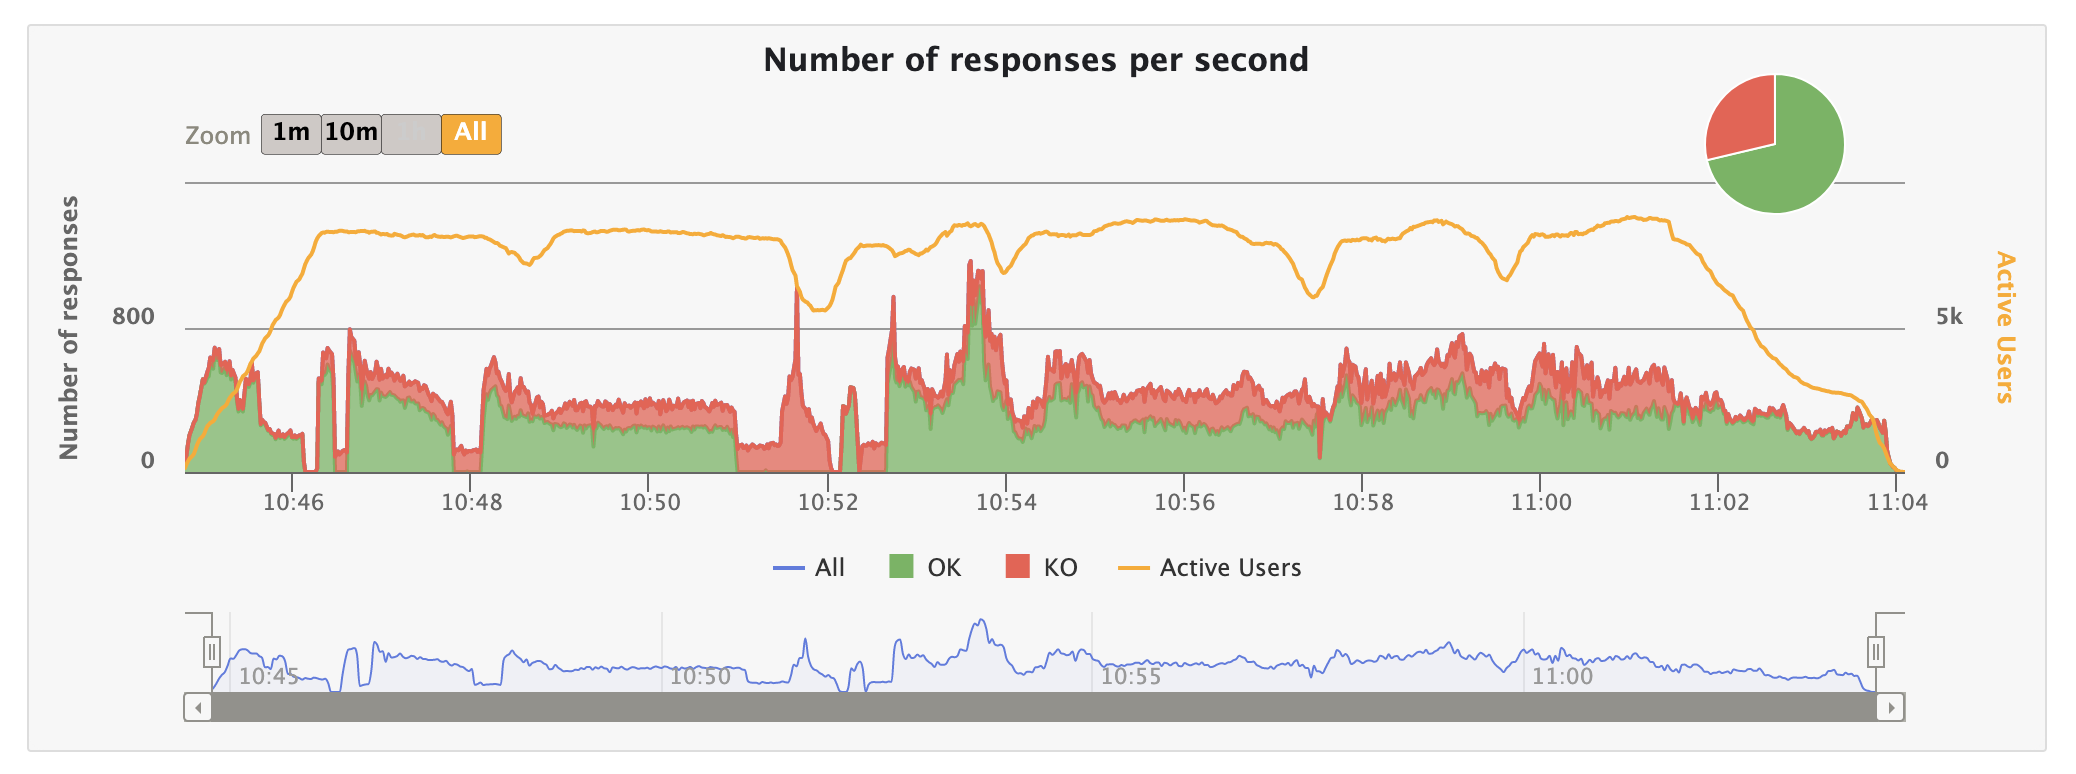 Number of responses per second
Zoom 1m 10m All
Number of responses
Active Users
800
0
5k
0
10:46 10:48 10:50 10:52 10:54 10:56 10:58 11:00 11:02 11:04
All OK KO Active Users
10:45 10:50 10:55 11:00